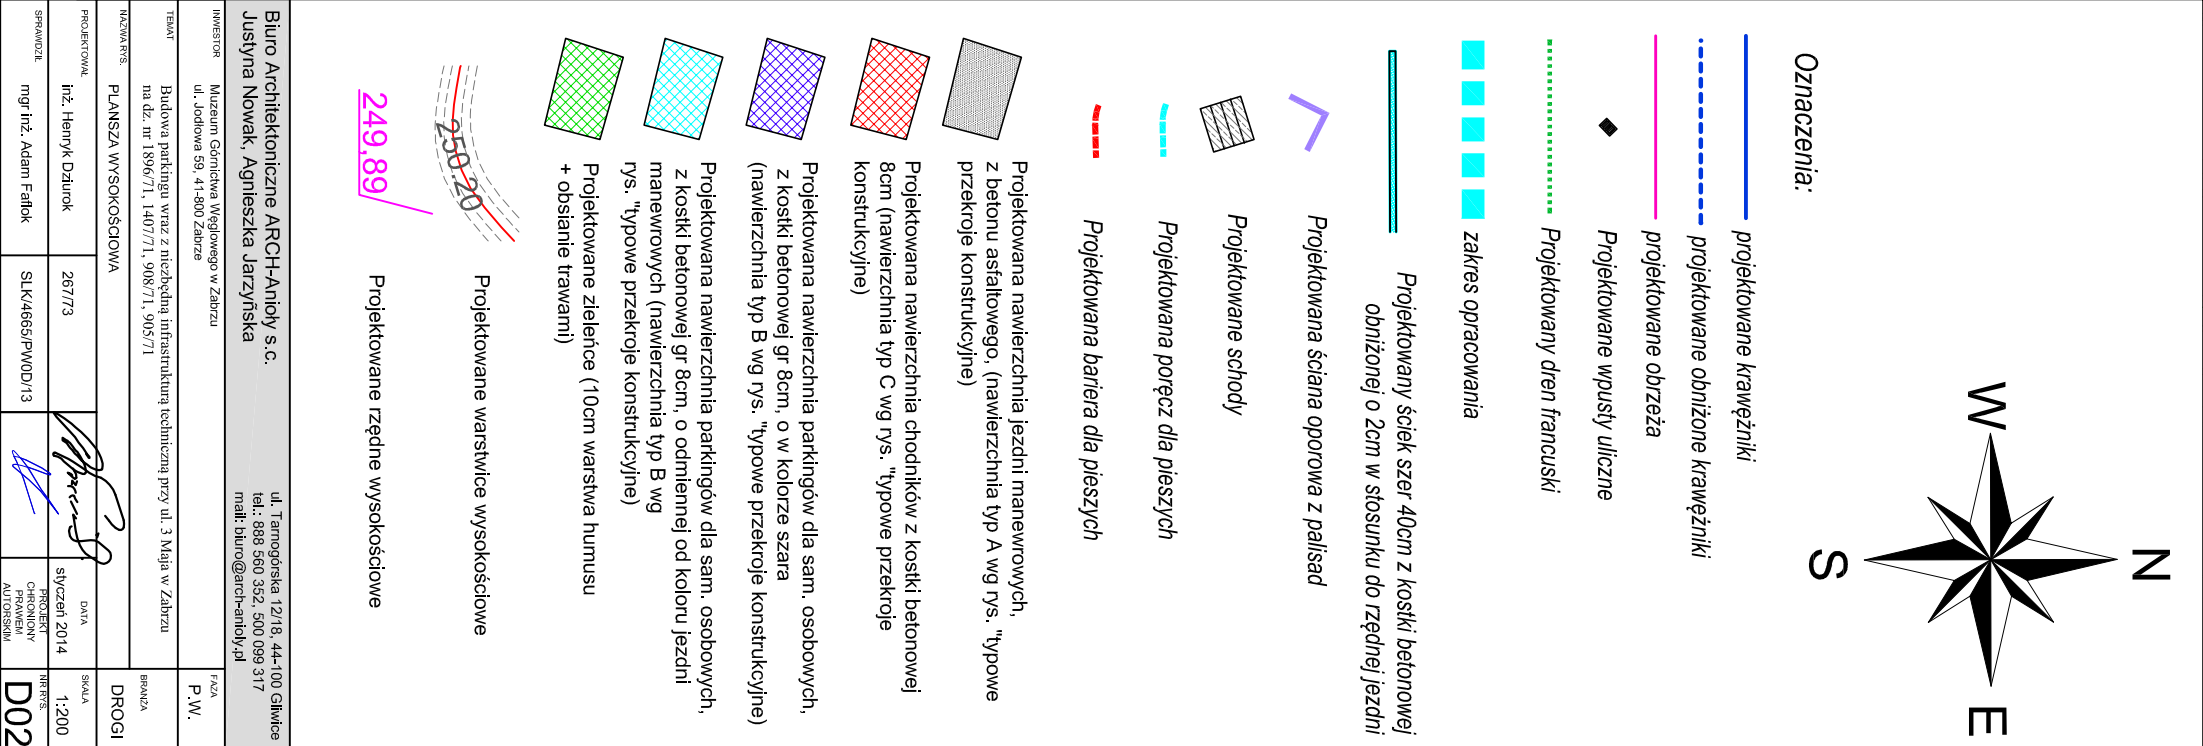 N
W
E
S
Oznaczenia:
projektowane krawężniki
projektowane obniżone krawężniki
projektowane obrzeża
Projektowane wpusty uliczne
Projektowany dren francuski
zakres opracowania
Projektowany ściek szer 40cm z kostki betonowej
obniżonej o 2cm w stosunku do rzędnej jezdni
Projektowana ściana oporowa z palisad
Projektowane schody
Projektowana poręcz dla pieszych
Projektowana bariera dla pieszych
Projektowana nawierzchnia jezdni manewrowych,
z betonu asfaltowego, (nawierzchnia typ A wg rys. "typowe
przekroje konstrukcyjne)
Projektowana nawierzchnia chodników z kostki betonowej
8cm (nawierzchnia typ C wg rys. "typowe przekroje
konstrukcyjne)
Projektowana nawierzchnia parkingów dla sam. osobowych
z kostki betonowej gr 8cm, o w kolorze szara
(nawierzchnia typ B wg rys. "typowe przekroje konstrukcyjne)
Projektowana nawierzchnia parkingów dla sam. osobowych,
z kostki betonowej gr 8cm, o odmiennej od koloru jezdni
manewrowych (nawierzchnia typ B wg
rys. "typowe przekroje konstrukcyjne)
Projektowane zieleńce (10cm warstwa humusu
+ obsianie trawami)
250.20
Projektowane warstwice wysokościowe
249,89
Projektowane rzędne wysokościowe
Biuro Architektoniczne ARCH-Anioły s.c.
Justyna Nowak, Agnieszka Jarzyńska
ul. Tarnogórska 12/18, 44-100 Gliwice
tel.: 888 560 352, 500 099 317
mail: biuro@arch-anioly.pl
INWESTOR
Muzeum Górnictwa Węglowego w Zabrzu
ul. Jodłowa 59, 41-800 Zabrze
FAZA
P.W.
TEMAT
Budowa parkingu wraz z niezbędną infrastrukturą techniczną przy ul. 3 Maja w Zabrzu
na dz. nr 1896/71, 1407/71, 908/71, 905/71
BRANŻA
DROGI
NAZWA RYS.
PLANSZA WYSOKOŚCIOWA
PROJEKTOWAŁ
inż. Henryk Dziurok
267/73
DATA
styczeń 2014
SKALA
1:200
SPRAWDZIŁ
mgr inż. Adam Faflok
SLK/4665/PWOD/13
PROJEKT
CHRONIONY
PRAWEM
AUTORSKIM
NR RYS.
D02